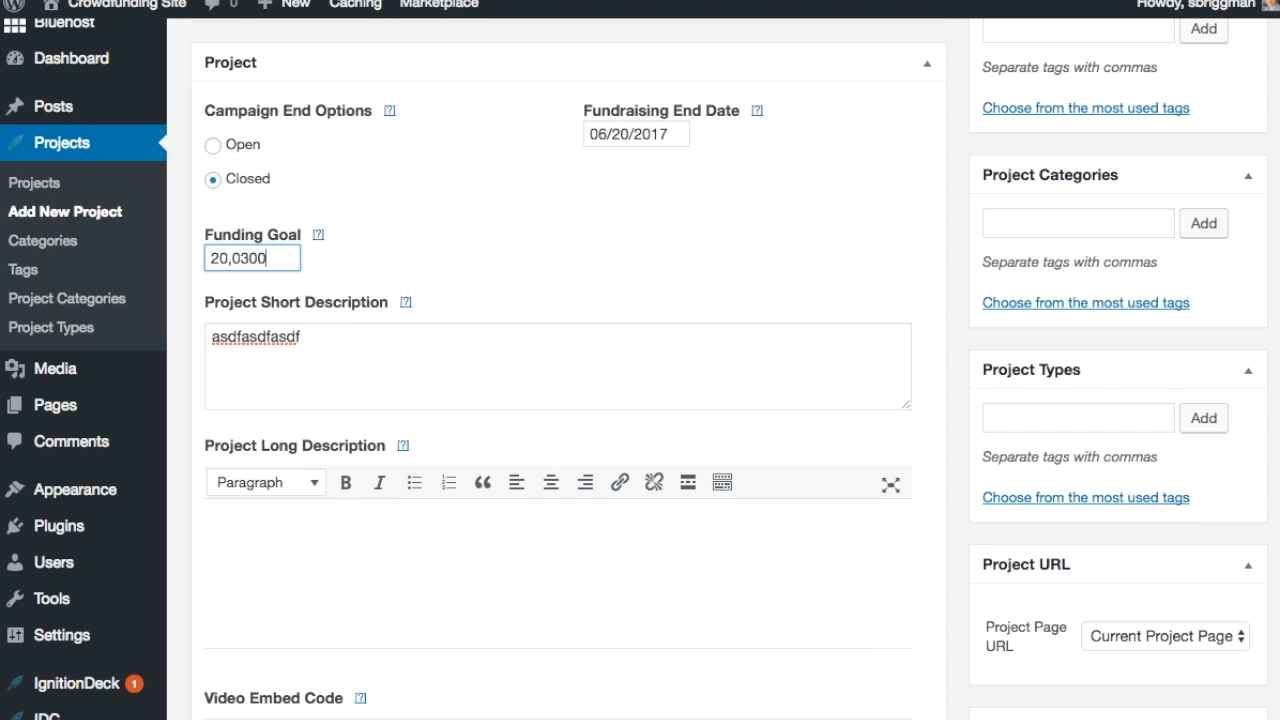 Crowdfunding Site 0 New Caching Marketplace Howdy, sbriggman
Bluehost
Dashboard
Posts
Projects
Projects
Add New Project
Categories
Tags
Project Categories
Project Types
Media
Pages
Comments
Appearance
Plugins
Users
Tools
Settings
IgnitionDeck 1
IDC
Project
Campaign End Options [?]
Open
Closed
Fundraising End Date [?]
06/20/2017
Funding Goal [?]
20,0300
Project Short Description [?]
asdfasdfasdf
Project Long Description [?]
Paragraph
Video Embed Code [?]
Add
Separate tags with commas
Choose from the most used tags
Project Categories
Add
Separate tags with commas
Choose from the most used tags
Project Types
Add
Separate tags with commas
Choose from the most used tags
Project URL
Project Page
URL
Current Project Page